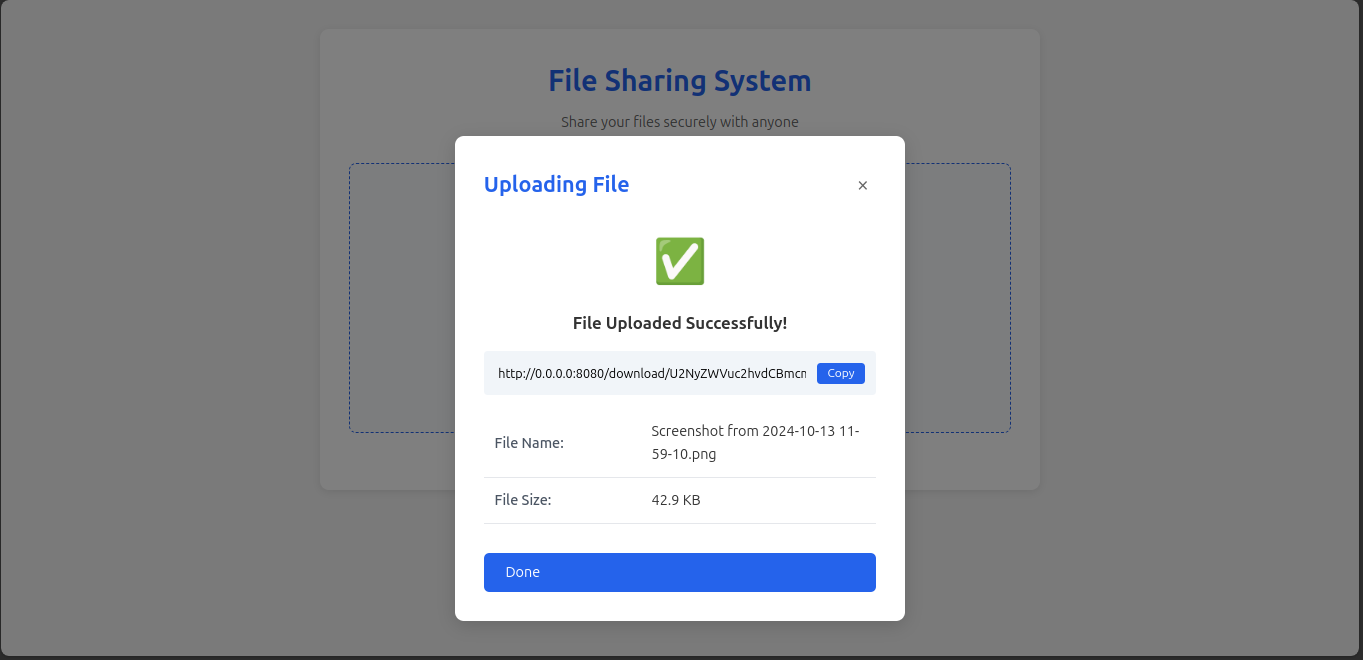 File Sharing System
Share your files securely with anyone
Uploading File
×
File Uploaded Successfully!
http://0.0.0.0:8080/download/U2NyZWVuc2hvdCBmcm
Copy
File Name:
Screenshot from 2024-10-13 11-
59-10.png
File Size:
42.9 KB
Done